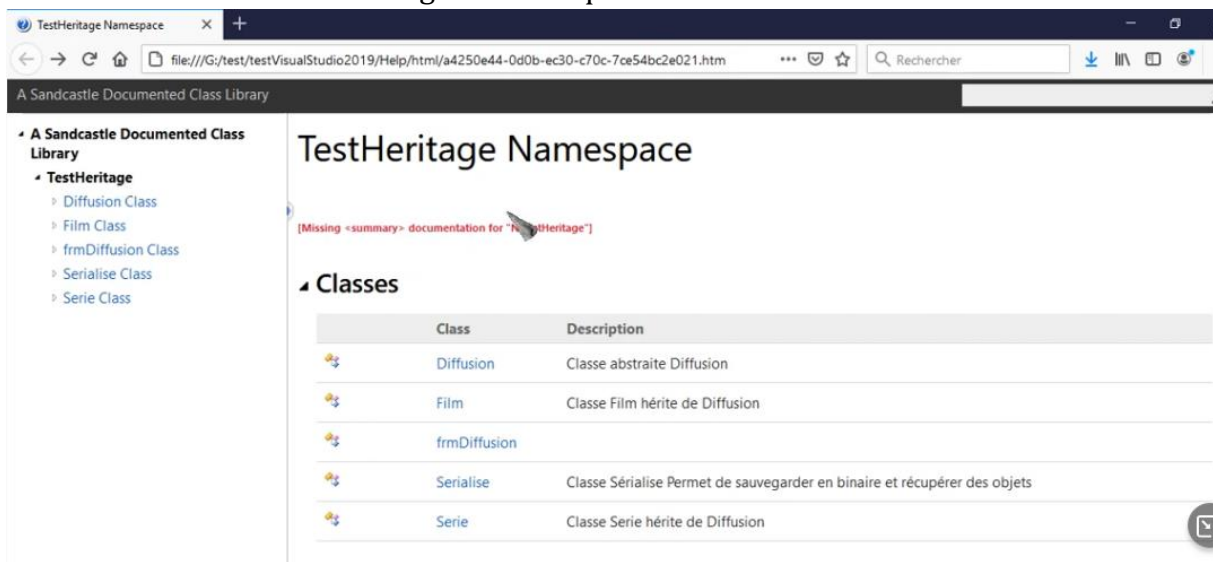 TestHeritage Namespace
file:///G:/test/testVisualStudio2019/Help/html/a4250e44-0d0b-ec30-c70c-7ce54bc2e021.htm
Rechercher
A Sandcastle Documented Class Library
A Sandcastle Documented Class
Library
TestHeritage
Diffusion Class
Film Class
frmDiffusion Class
Serialise Class
Serie Class
TestHeritage Namespace
[Missing <summary> documentation for
Classes
Class Description
Diffusion Classe abstraite Diffusion
Film Classe Film hérite de Diffusion
frmDiffusion
Serialise Classe Sérialise Permet de sauvegarder en binaire et récupérer des objets
Serie Classe Serie hérite de Diffusion